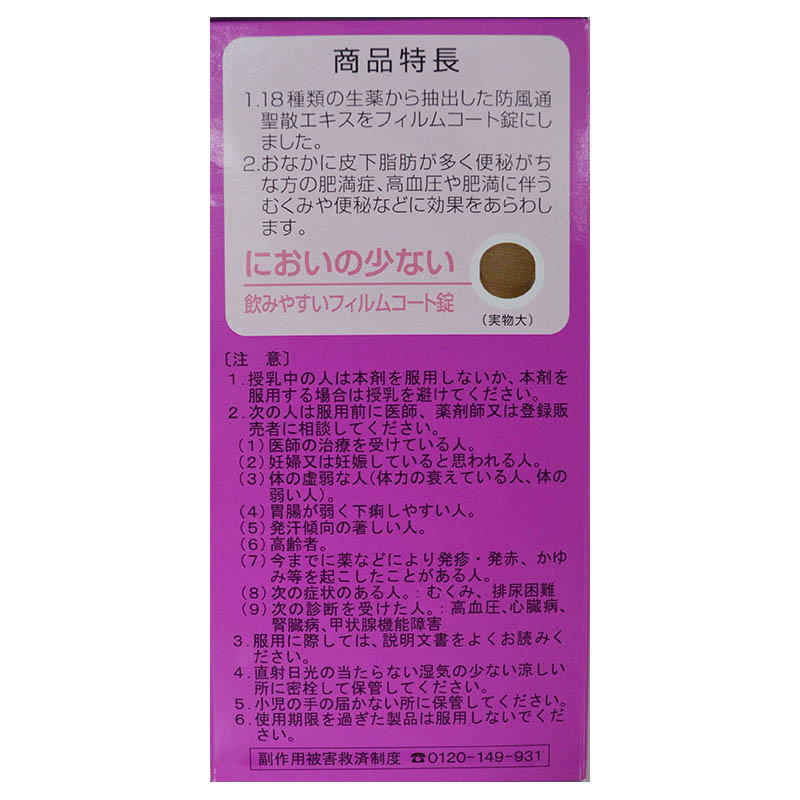 商品特長
1.18種類の生薬から抽出した防風通
聖散エキスをフィルムコート錠にし
ました。
2.おなかに皮下脂肪が多く便秘がち
な方の肥満症、高血圧や肥満に伴う
むくみや便秘などに効果をあらわし
ます。
においの少ない
飲みやすいフィルムコート錠
(実物大)
〔注 意〕
1.授乳中の人は本剤を服用しないか、本剤を
服用する場合は授乳を避けてください。
2.次の人は服用前に医師、薬剤師又は登録販
売者に相談してください。
(1)医師の治療を受けている人。
(2)妊婦又は妊娠していると思われる人。
(3)体の虚弱な人(体力の衰えている人、体の
弱い人)。
(4)胃腸が弱く下痢しやすい人。
(5)発汗傾向の著しい人。
(6)高齢者。
(7)今までに薬などにより発疹・発赤、かゆ
み等を起こしたことがある人。
(8)次の症状のある人。:むくみ、排尿困難
(9)次の診断を受けた人。:高血圧、心臓病、
腎臓病、甲状腺機能障害
3.服用に際しては、説明文書をよくお読みく
ださい。
4.直射日光の当たらない湿気の少ない涼しい
所に密栓して保管してください。
5.小児の手の届かない所に保管してください。
6.使用期限を過ぎた製品は服用しないでくだ
さい。
副作用被害救済制度 ☎0120-149-931